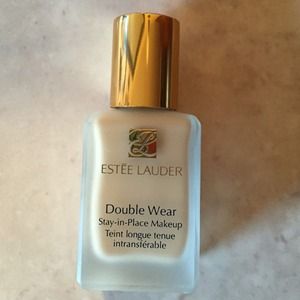 ESTĒE LAUDER
Double Wear
Stay-in-Place Makeup
Teint longue tenue
intransférable